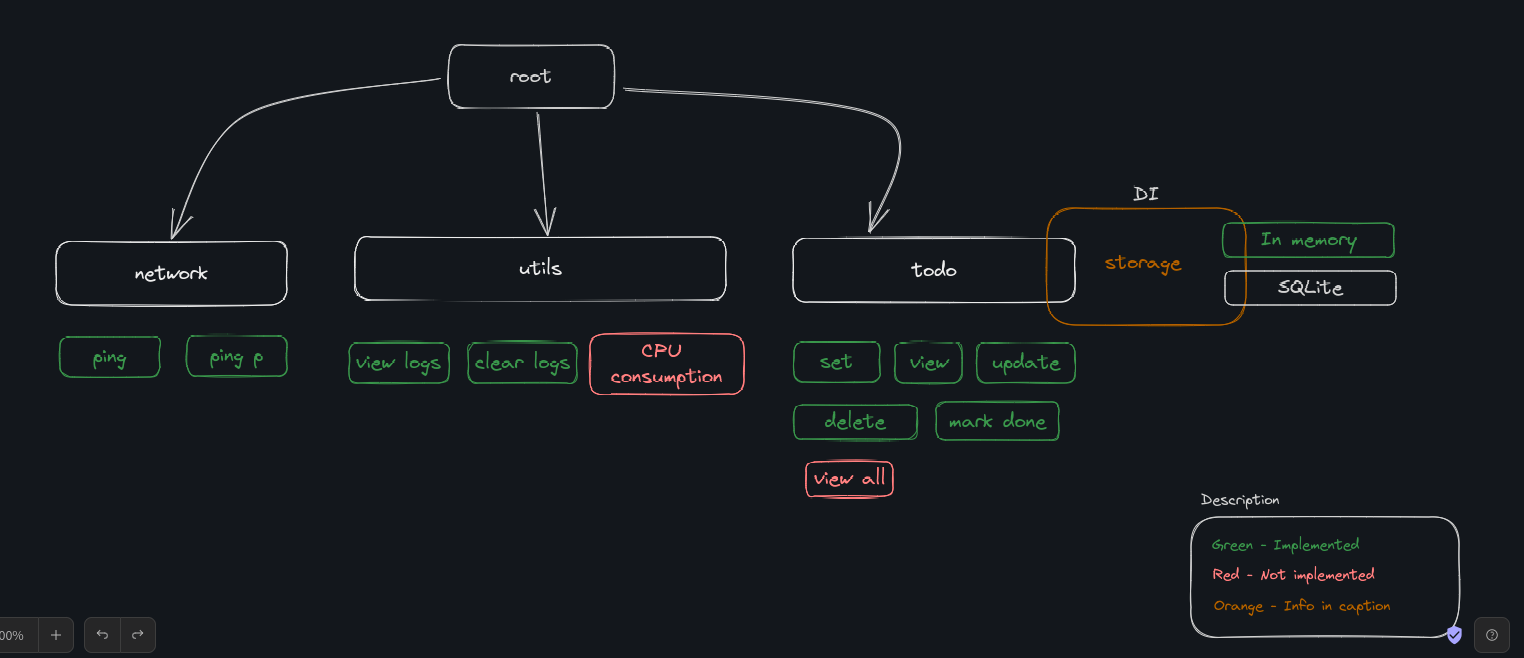 root
DI
network
utils
todo
storage
In memory
SQLite
ping
ping p
view logs
clear logs
CPU
consumption
set
view
update
delete
mark done
view all
Description
Green - Implemented
Red - Not implemented
Orange - Info in caption
00%